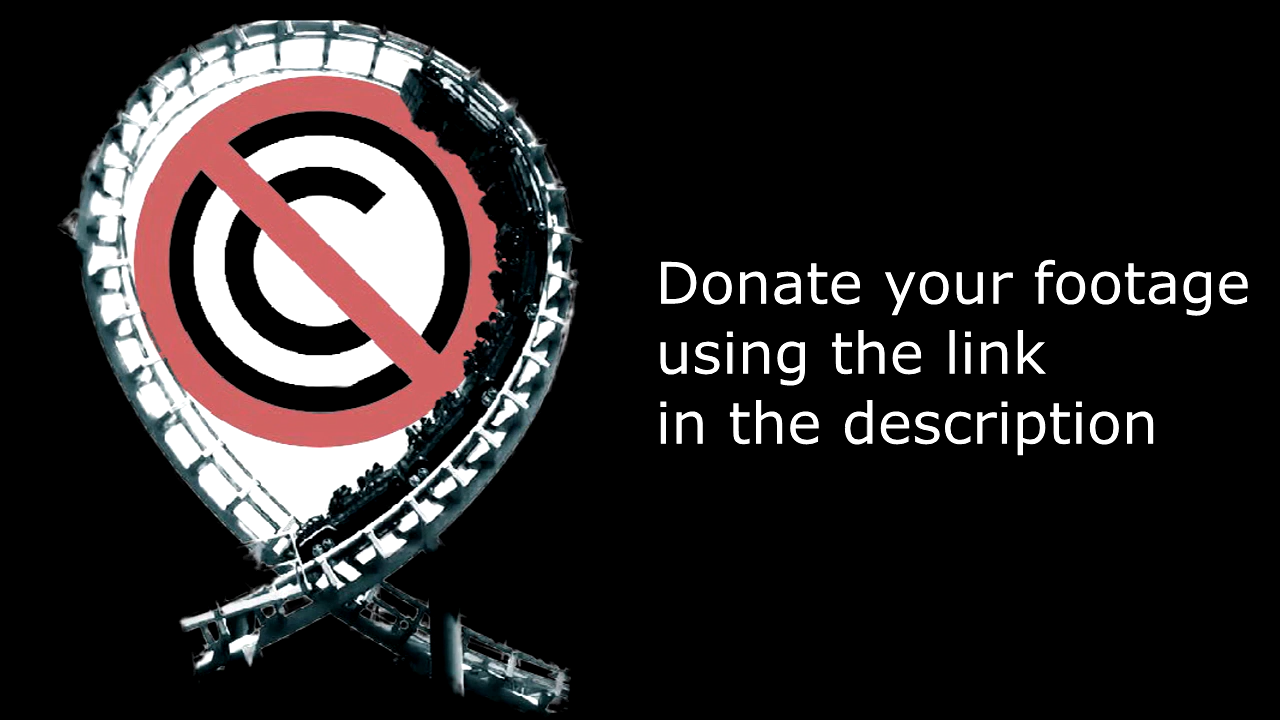 Donate your footage
using the link
in the description